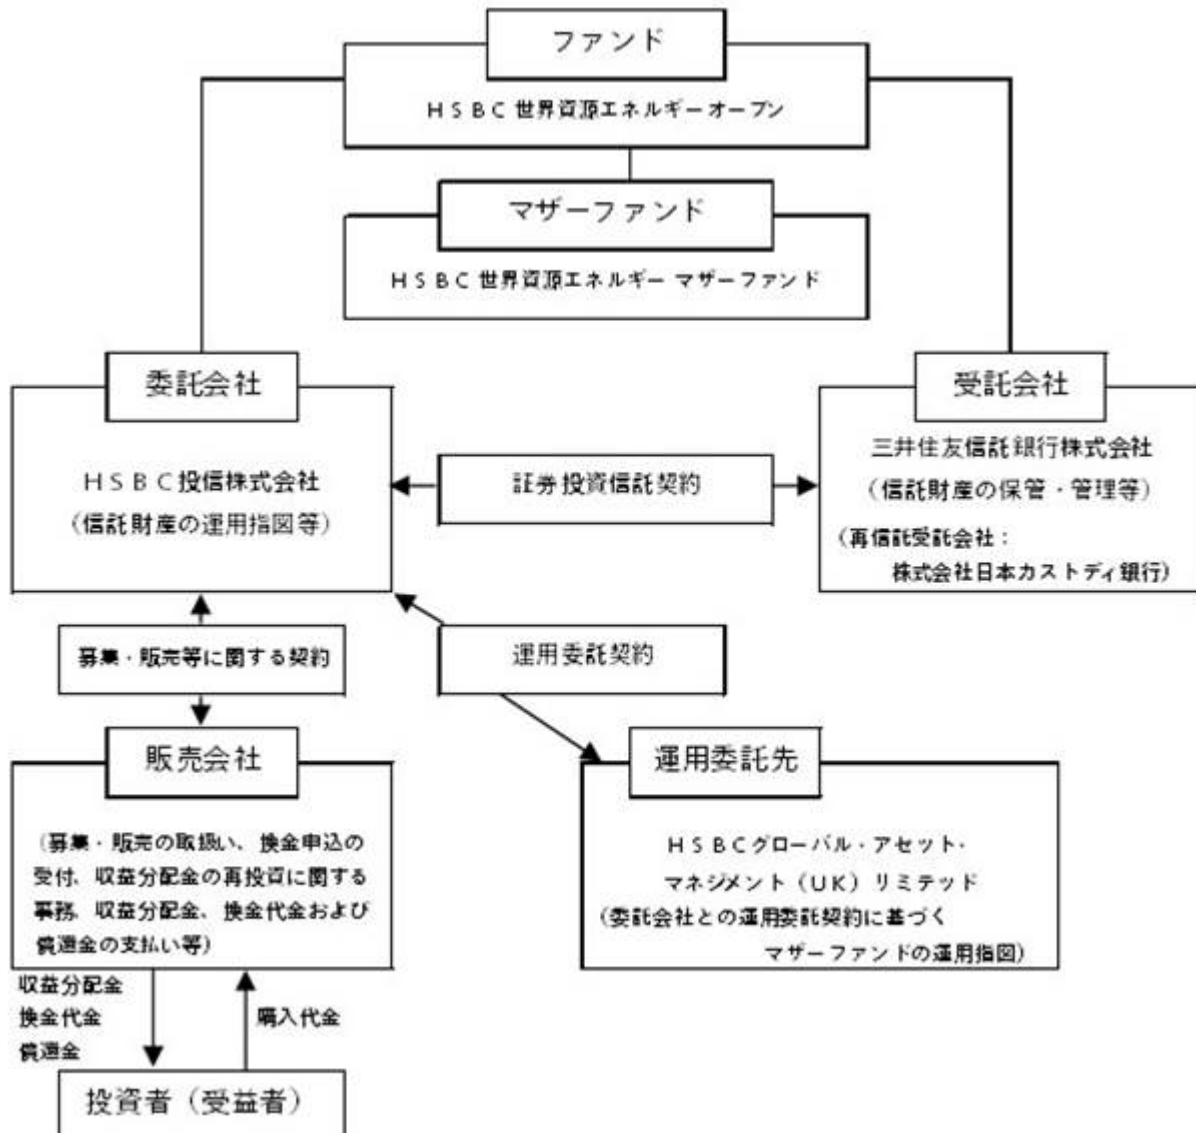 ファンド
HSBC世界資源エネルギーオープン
マザーファンド
HSBC世界資源エネルギー マザーファンド
委託会社
HSBC投信株式会社
(信託財産の運用指図等)
証券投資信託契約
受託会社
三井住友信託銀行株式会社
(信託財産の保管・管理等)
(再信託受託会社:
株式会社日本カストディ銀行)
募集・販売等に関する契約
運用委託契約
販売会社
(募集・販売の取扱い、換金申込の
受付、収益分配金の再投資に関する
事務、収益分配金、換金代金および
償還金の支払い等)
運用委託先
HSBCグローバル・アセット・
マネジメント(UK)リミテッド
(委託会社との運用委託契約に基づく
マザーファンドの運用指図)
収益分配金
換金代金
償還金
購入代金
投資者(受益者)